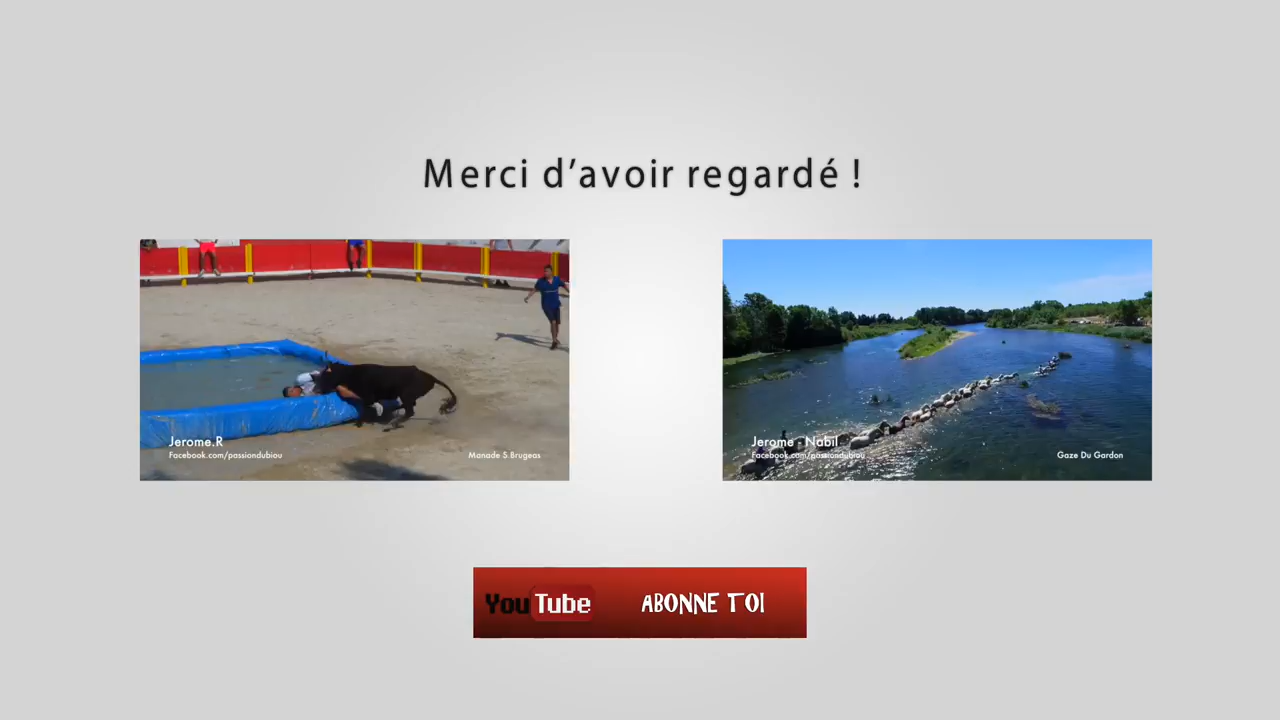 Merci d'avoir regardé !
Jerome.R
Facebook.com/passiondubiou
Manade S.Brugeas
Jerome - Nabil
Facebook.com/passiondubiou
Gaze Du Gardon
YouTube ABONNE TOI